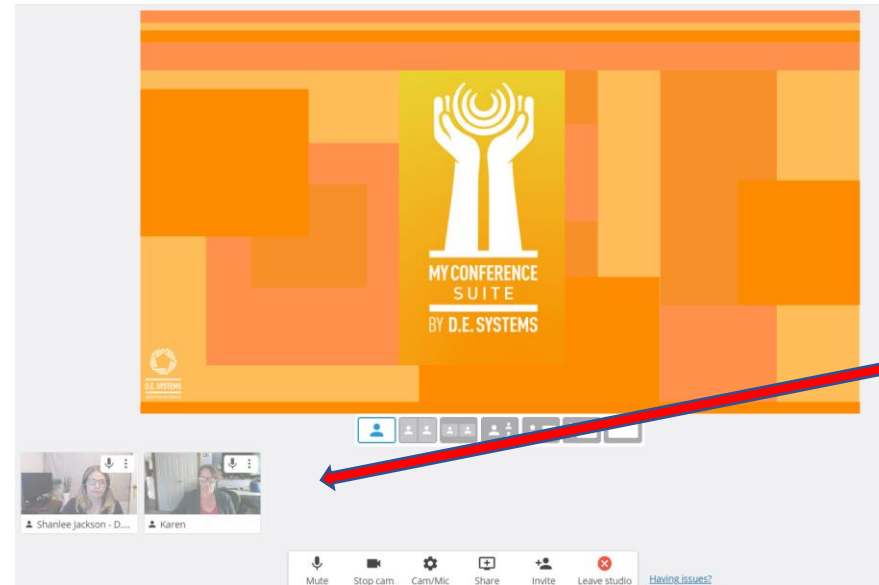 MY CONFERENCE
SUITE
BY D.E. SYSTEMS
D.E. SYSTEMS
Shanlee Jackson - D....
Karen
Mute
Stop cam
Cam/Mic
Share
Invite
Leave studio
Having issues?